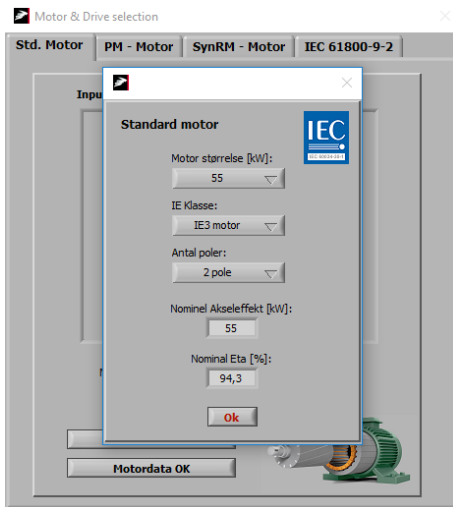 Motor & Drive selection
Std. Motor PM - Motor SynRM - Motor IEC 61800-9-2
Inpu
Standard motor
IEC
Motor størrelse [kW]:
55
IE Klasse:
IE3 motor
Antal poler:
2 pole
Nominel Akseleffekt [kW]:
55
Nominal Eta [%]:
94,3
Ok
Motordata OK